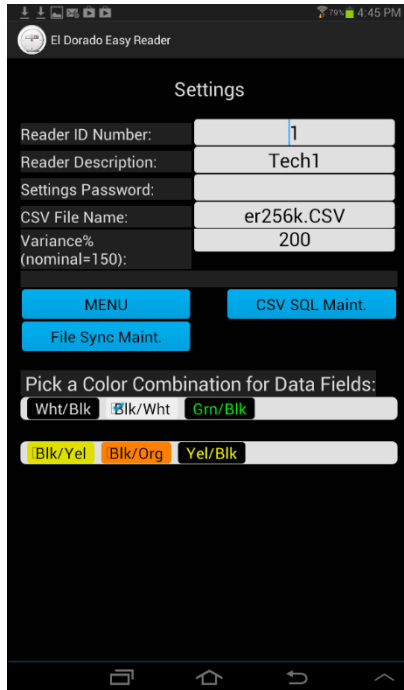 79% 4:45 PM
El Dorado Easy Reader
Settings
Reader ID Number: 1
Reader Description: Tech1
Settings Password:
CSV File Name: er256k.CSV
Variance% 200
(nominal=150):
MENU CSV SQL Maint.
File Sync Maint.
Pick a Color Combination for Data Fields:
Wht/Blk Blk/Wht Grn/Blk
Blk/Yel Blk/Org Yel/Blk